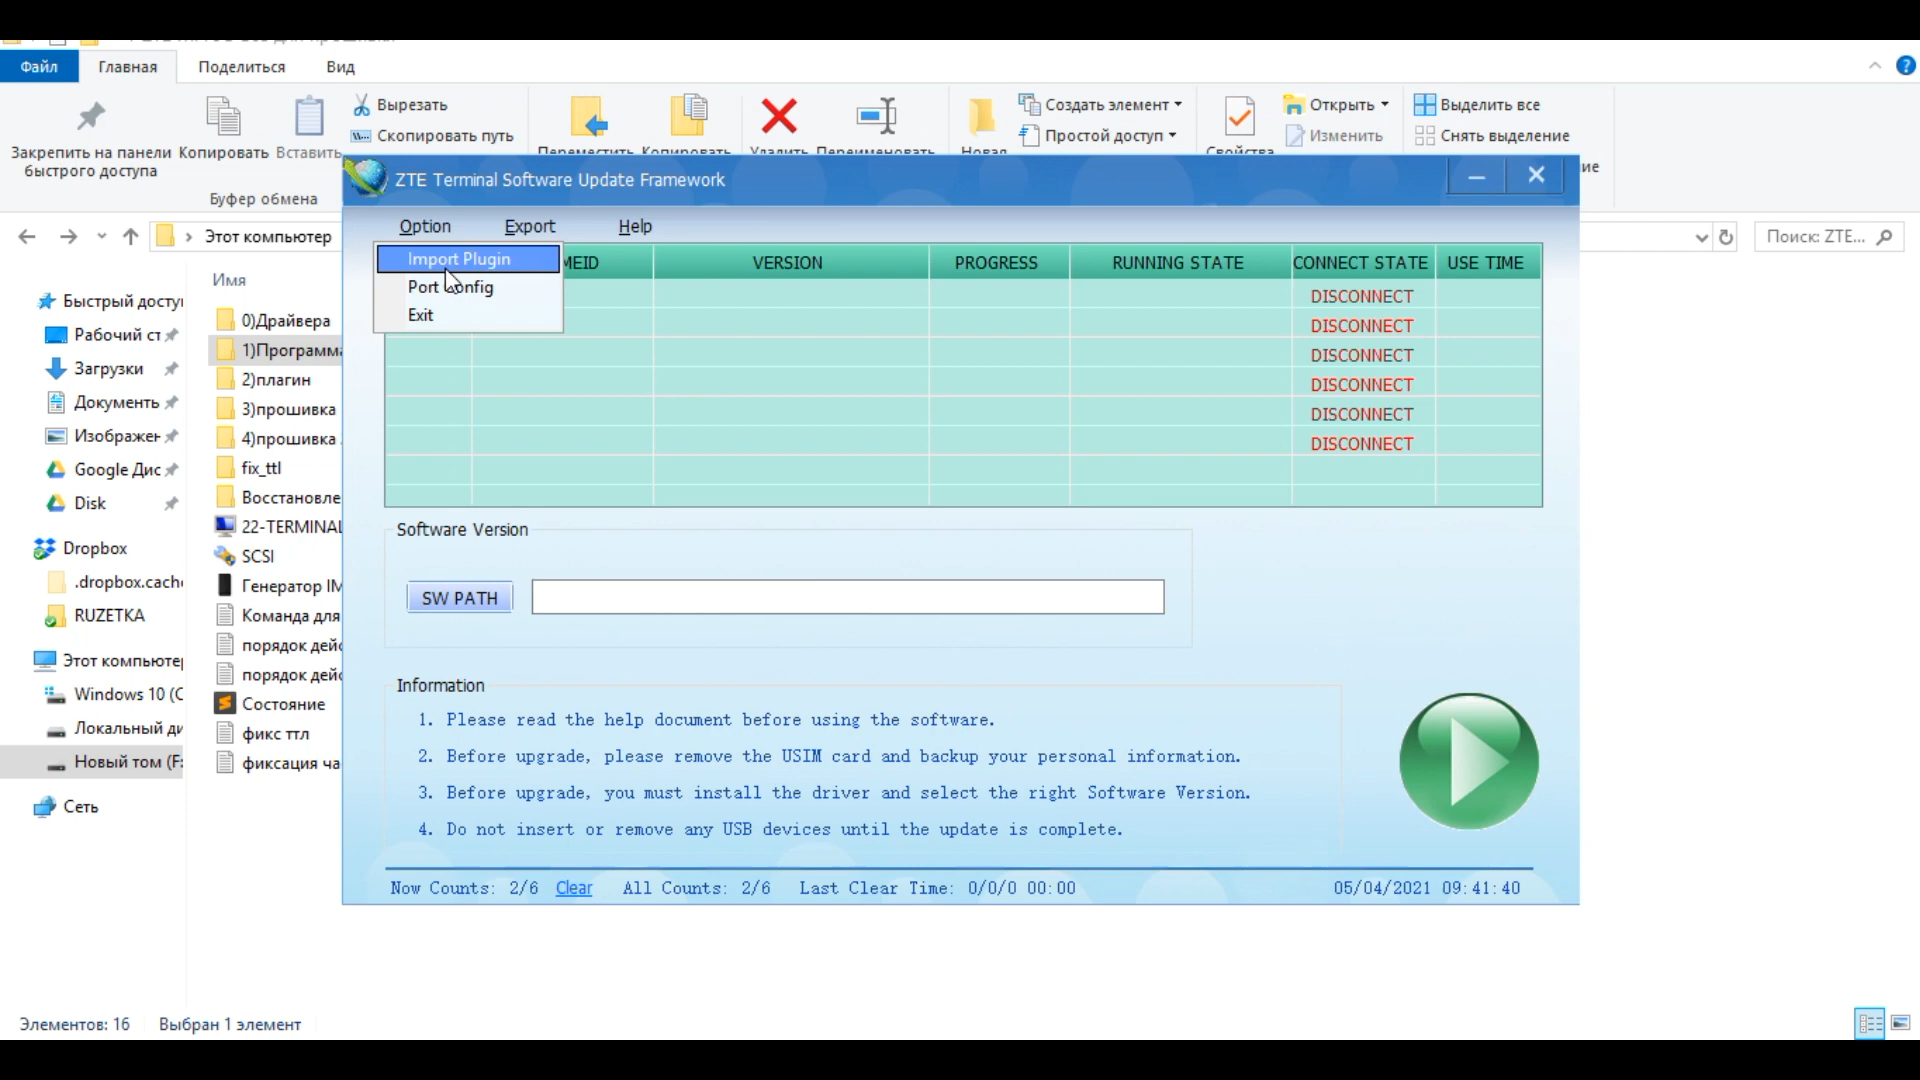 Файл Главная Поделиться Вид
Закрепить на панели быстрого доступа
Копировать
Вставить
Вырезать
Скопировать путь
Переместить Копировать Удалить Переименовать Новая
Создать элемент
Простой доступ
Свойства
Открыть
Изменить
Выделить все
Снять выделение
ие
Буфер обмена
Этот компьютер
Поиск: ZTE...
Быстрый досту
Рабочий ст
Загрузки
Документы
Изображен
Google Дис
Disk
Dropbox
.dropbox.cache
RUZETKA
Этот компьютер
Windows 10 (C
Локальный ди
Новый том (F:
Сеть
Имя
0)Драйвера
1)Программа
2)плагин
3)прошивка
4)прошивка
fix_ttl
Восстановле
22-TERMINAL
SCSI
Генератор IM
Команда для
порядок дейс
порядок дейс
Состояние
фикс ттл
фиксация ча
ZTE Terminal Software Update Framework
Option Export Help
Import Plugin
Port Config
Exit
MEID VERSION PROGRESS RUNNING STATE CONNECT STATE USE TIME
DISCONNECT
DISCONNECT
DISCONNECT
DISCONNECT
DISCONNECT
DISCONNECT
Software Version
SW PATH
Information
1. Please read the help document before using the software.
2. Before upgrade, please remove the USIM card and backup your personal information.
3. Before upgrade, you must install the driver and select the right Software Version.
4. Do not insert or remove any USB devices until the update is complete.
Now Counts: 2/6 Clear All Counts: 2/6 Last Clear Time: 0/0/0 00:00 05/04/2021 09:41:40
Элементов: 16 Выбран 1 элемент